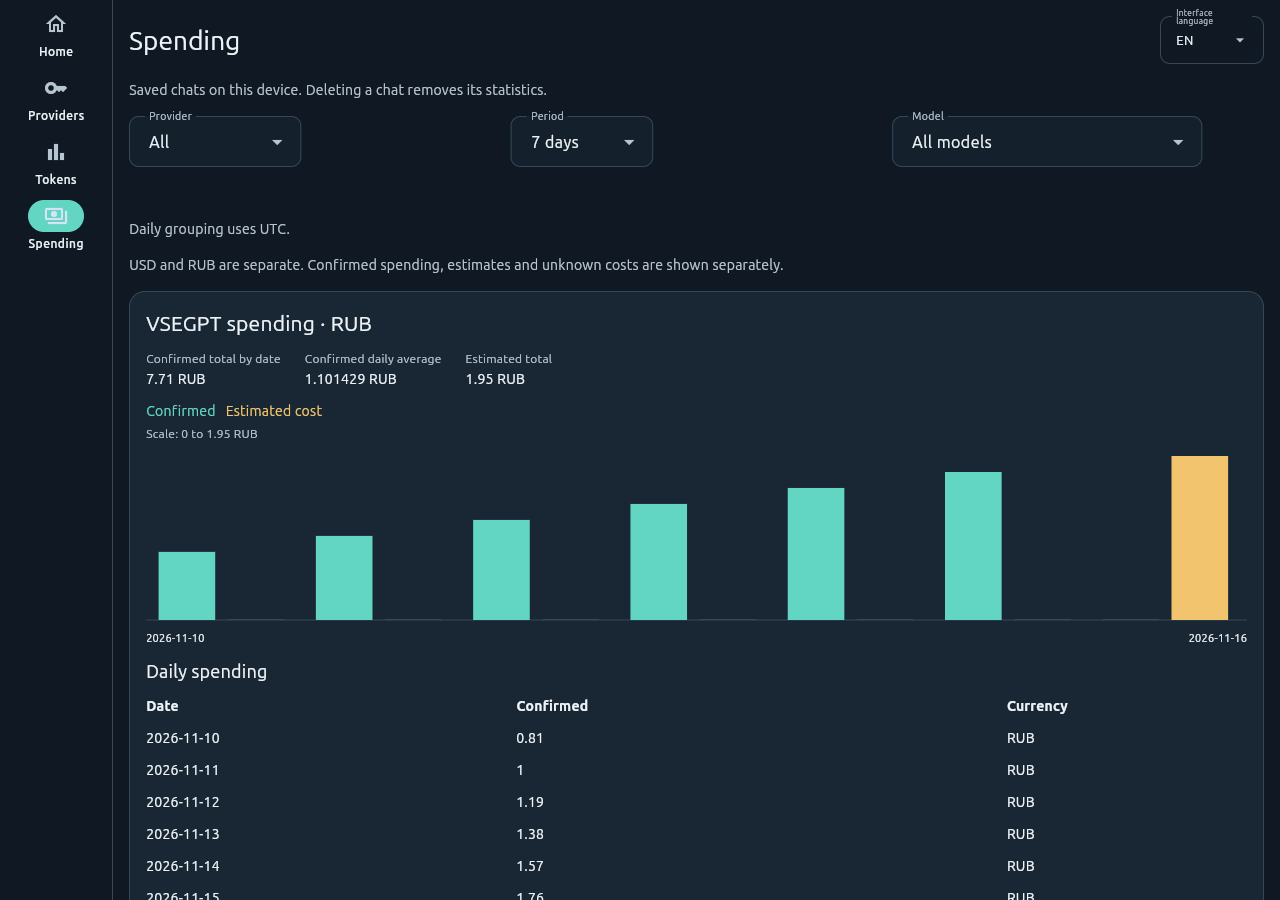 Home
Providers
Tokens
Spending
Spending
Interface language
EN
Saved chats on this device. Deleting a chat removes its statistics.
Provider
All
Period
7 days
Model
All models
Daily grouping uses UTC.
USD and RUB are separate. Confirmed spending, estimates and unknown costs are shown separately.
VSEGPT spending · RUB
Confirmed total by date
7.71 RUB
Confirmed daily average
1.101429 RUB
Estimated total
1.95 RUB
Confirmed Estimated cost
Scale: 0 to 1.95 RUB
2026-11-10 2026-11-16
Daily spending
Date Confirmed Currency
2026-11-10 0.81 RUB
2026-11-11 1 RUB
2026-11-12 1.19 RUB
2026-11-13 1.38 RUB
2026-11-14 1.57 RUB
2026-11-15 1.76 RUB